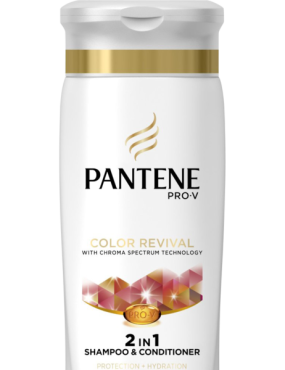 PANTENE
PRO-V
COLOR REVIVAL
WITH CHROMA SPECTRUM TECHNOLOGY
PRO-V
2 IN 1
SHAMPOO & CONDITIONER
PROTECTION + HYDRATION